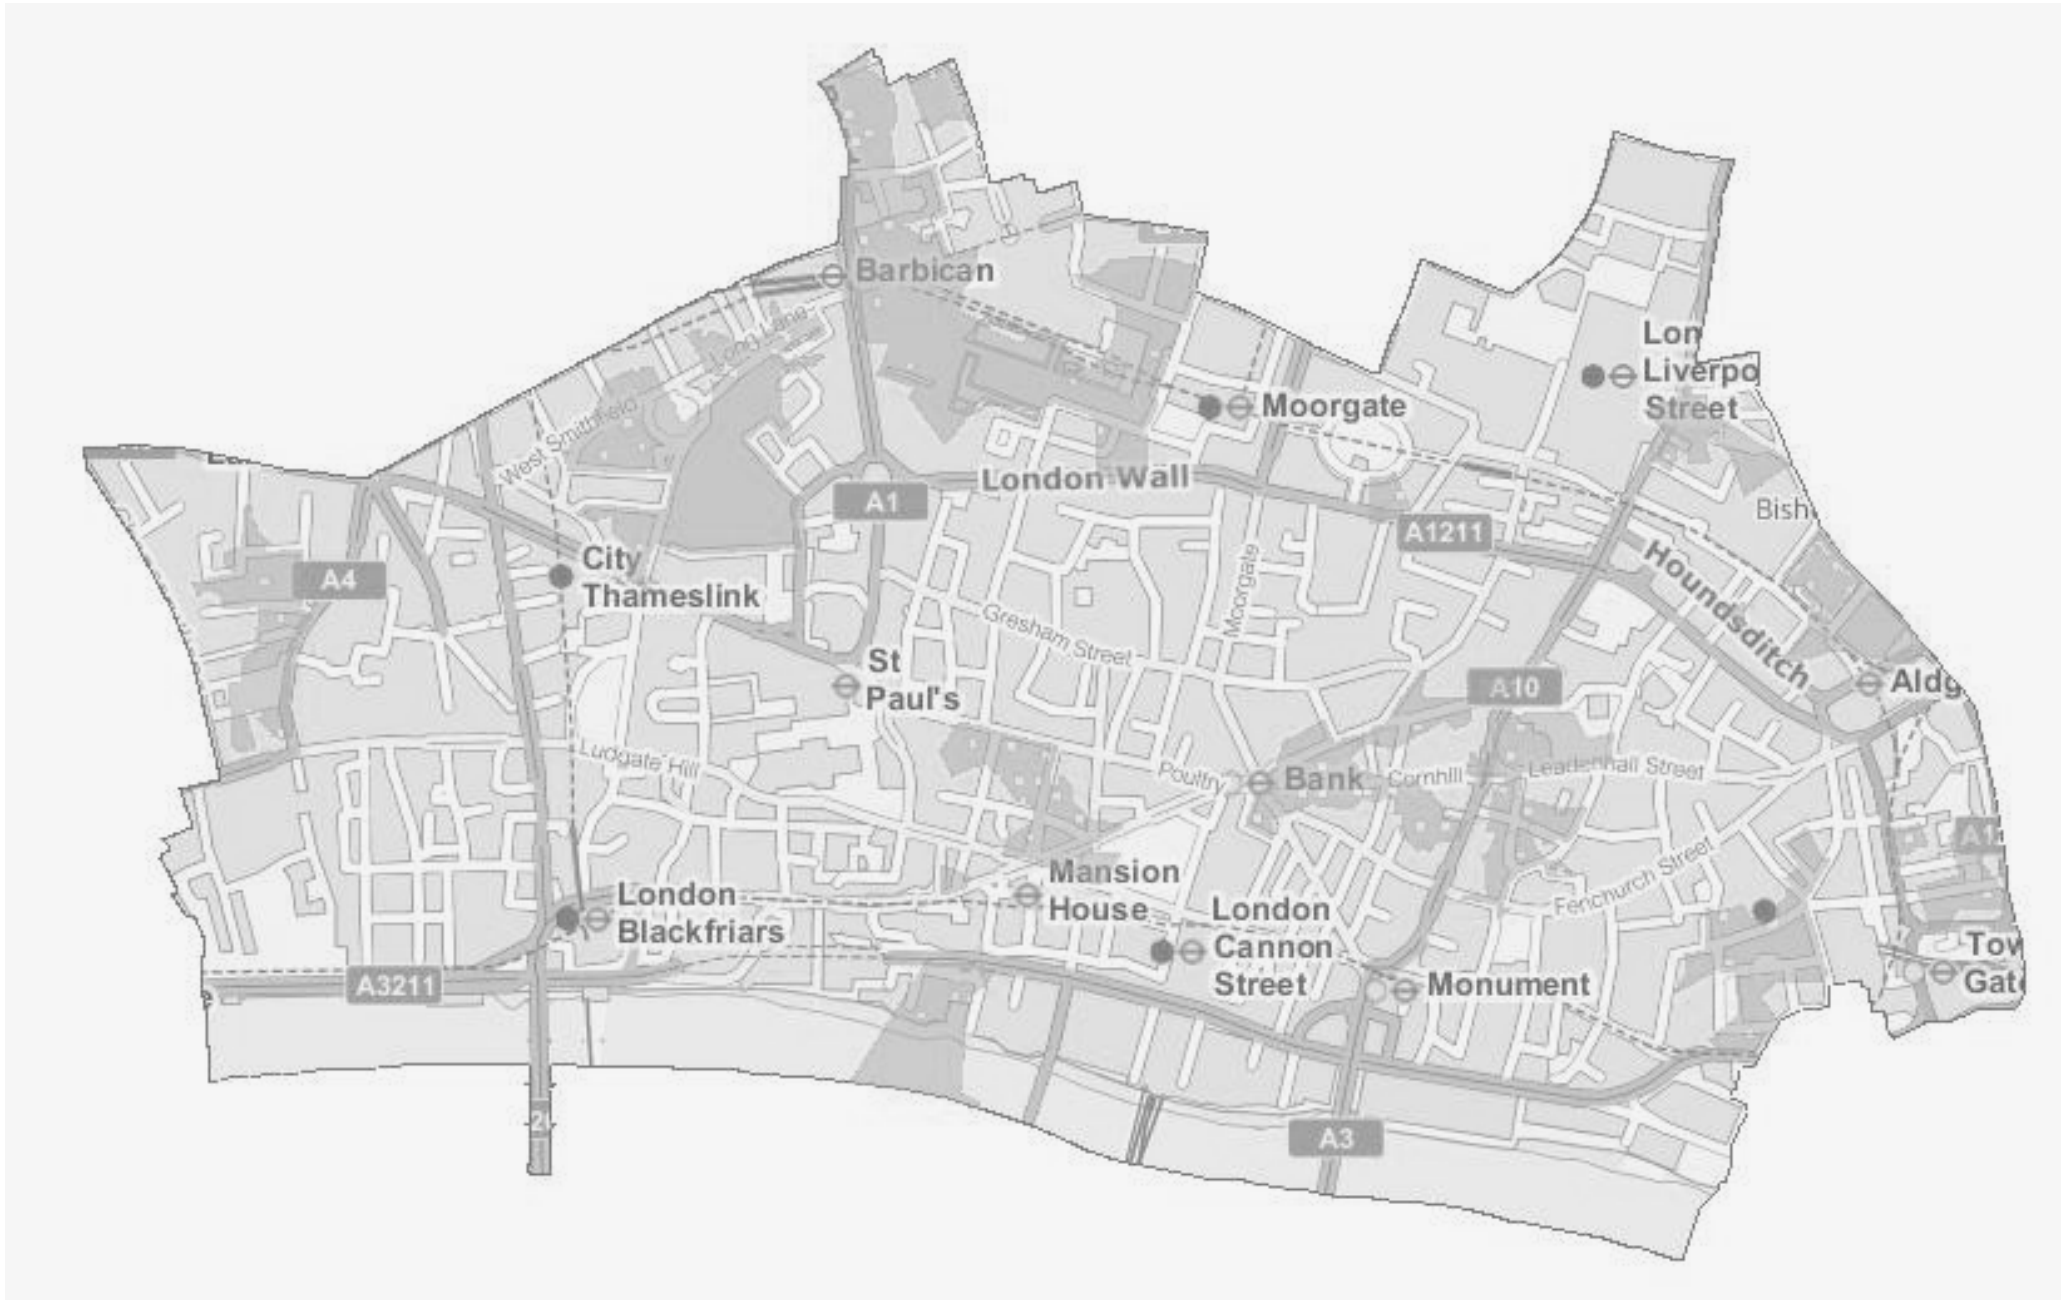 Barbican
Long Lane
Lon
Liverpo
Street
Moorgate
West Smithfield
London Wall
A1
Bish
A1211
City
Thameslink
A4
Houndsditch
Moorgate
Gresham Street
St
Paul's
A10
Aldg
Ludgate Hill
Poultry
Bank
Cornhill
Leadenhall Street
A1
Fenchurch Street
Mansion
House
London
Blackfriars
London
Cannon
Street
Tow
Gate
A3211
Monument
A3